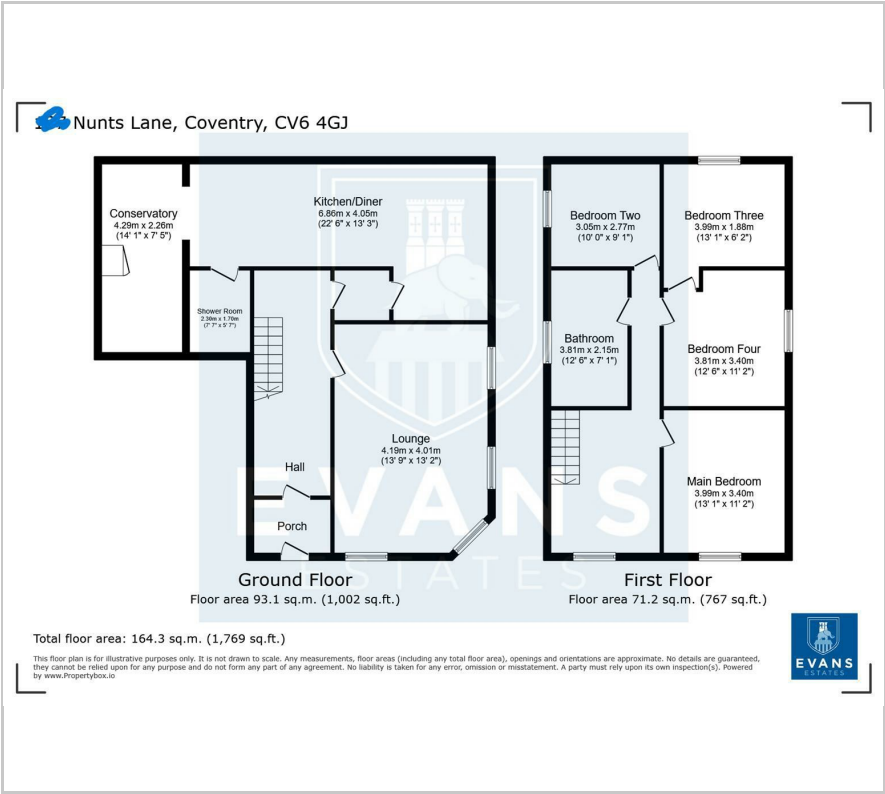 Nunts Lane, Coventry, CV6 4GJ
Conservatory
4.29m x 2.26m
(14' 1" x 7' 5")
Kitchen/Diner
6.86m x 4.05m
(22' 6" x 13' 3")
Shower Room
2.30m x 1.70m
(7' 7" x 5' 7")
Lounge
4.19m x 4.01m
(13' 9" x 13' 2")
Hall
Porch
Bedroom Two
3.05m x 2.77m
(10' 0" x 9' 1")
Bedroom Three
3.99m x 1.88m
(13' 1" x 6' 2")
Bathroom
3.81m x 2.15m
(12' 6" x 7' 1")
Bedroom Four
3.81m x 3.40m
(12' 6" x 11' 2")
Main Bedroom
3.99m x 3.40m
(13' 1" x 11' 2")
EVANS
ESTATES
Ground Floor
Floor area 93.1 sq.m. (1,002 sq.ft.)
First Floor
Floor area 71.2 sq.m. (767 sq.ft.)
Total floor area: 164.3 sq.m. (1,769 sq.ft.)
This floor plan is for illustrative purposes only. It is not drawn to scale. Any measurements, floor areas (including any total floor area), openings and orientations are approximate. No details are guaranteed,
they cannot be relied upon for any purpose and do not form any part of any agreement. No liability is taken for any error, omission or misstatement. A party must rely upon its own inspection(s). Powered
by www.Propertybox.io
EVANS
ESTATES